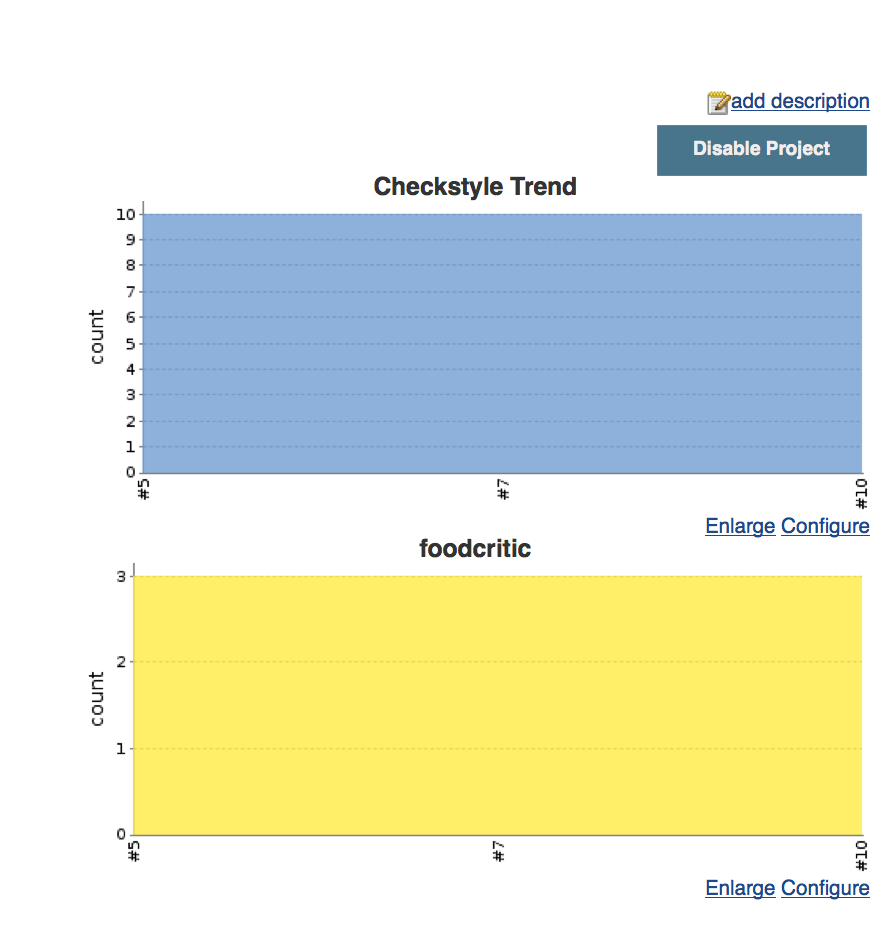 add description
Disable Project
Checkstyle Trend
10
9
8
7
6
5
4
3
2
1
0
count
#5
#7
#10
Enlarge Configure
foodcritic
3
2
1
0
count
#5
#7
#10
Enlarge Configure